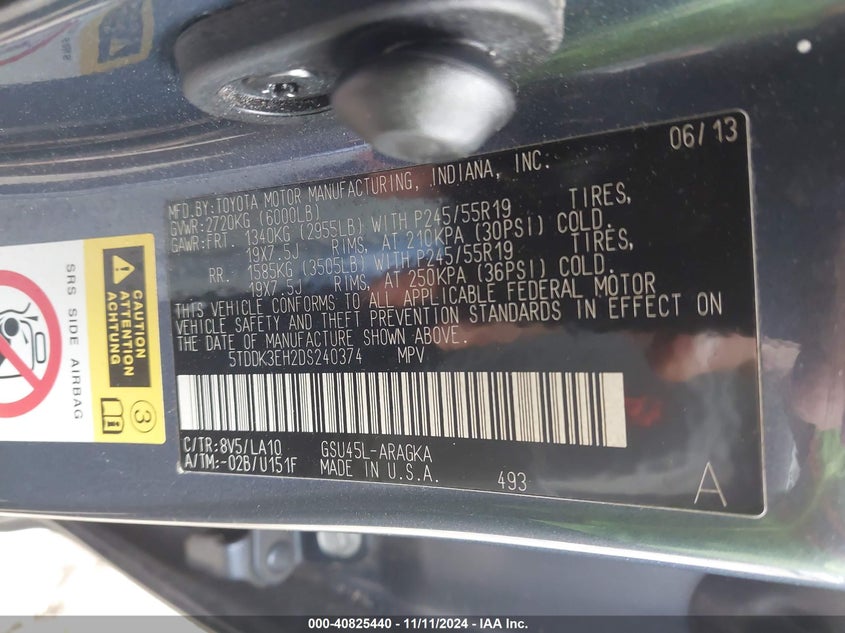 06/13
MFD.BY:TOYOTA MOTOR MANUFACTURING, INDIANA, INC.
GVWR:2720KG (6000LB)
GAWR:FRT. 1340KG (2955LB) WITH P245/55R19 TIRES,
19X7.5J RIMS, AT 210KPA (30PSI) COLD.
RR. 1585KG (3505LB) WITH P245/55R19 TIRES,
19X7.5J RIMS, AT 250KPA (36PSI) COLD.
THIS VEHICLE CONFORMS TO ALL APPLICABLE FEDERAL MOTOR
VEHICLE SAFETY AND THEFT PREVENTION STANDARDS IN EFFECT ON
THE DATE OF MANUFACTURE SHOWN ABOVE.
5TDDK3EH2DS240374 MPV
C/TR:8V5/LA10 GSU45L-ARAGKA
A/TM:-02B/U151F MADE IN U.S.A.
493
A
SRS SIDE AIRBAG
CAUTION
ATTENTION
ACHTUNG
3
000-40825440 - 11/11/2024 - IAA Inc.